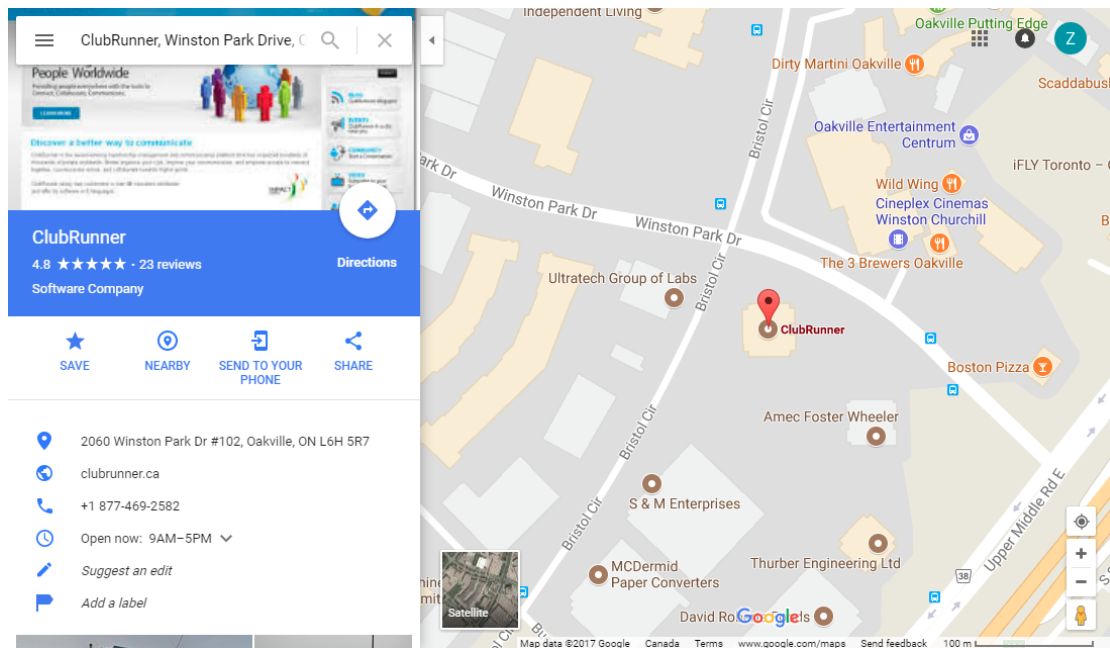 ClubRunner, Winston Park Drive, C
People Worldwide
Discover a better way to communicate
ClubRunner
4.8 ★★★★★ · 23 reviews
Software Company
Directions
SAVE
NEARBY
SEND TO YOUR
PHONE
SHARE
2060 Winston Park Dr #102, Oakville, ON L6H 5R7
clubrunner.ca
+1 877-469-2582
Open now: 9AM–5PM
Suggest an edit
Add a label
Independent Living
Oakville Putting Edge
Z
Dirty Martini Oakville
Scaddabus
Bristol Cir
Oakville Entertainment
Centrum
iFLY Toronto –
ark Dr
Wild Wing
Winston Park Dr
Cineplex Cinemas
Winston Churchill
Winston Park Dr
B
The 3 Brewers Oakville
Bristol Cir
Ultratech Group of Labs
ClubRunner
Boston Pizza
Amec Foster Wheeler
Bristol Cir
S & M Enterprises
Upper Middle Rd E
Bristol Cir
Thurber Engineering Ltd
McDermid
Paper Converters
38
S
Satellite
David Ro
Google
ls
Map data ©2017 Google
Canada
Terms
www.google.com/maps
Send feedback
100 m